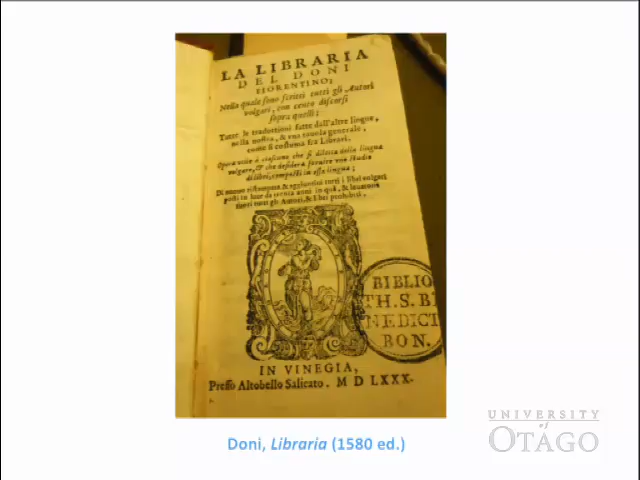 LA LIBRARIA
DEL DONI
FIORENTINO;
Nella quale sono scritti tutti gli Autori
volgari, con cento discorsi
sopra quelli;
Tutte le traduttioni fatte dall'altre lingue,
nella nostra, & una tavola generale,
come si costuma fra Librari.
Opera utile à ciascuno che si diletta della lingua
volgare, & che desidera fornire uno studio
di libri, composti in essa lingua;
Di nuovo ristampata, & aggiuntivi tutti i libri volgari
posti in luce da trenta anni in quà, & levatone
tutti gli Autori, & libri prohibiti.
BIBLIO
TH. S. BE
NEDICT
BON.
IN VINEGIA,
Presso Altobello Salicato. M D LXXX.
Doni, Libraria (1580 ed.)
UNIVERSITY
of
OTAGO